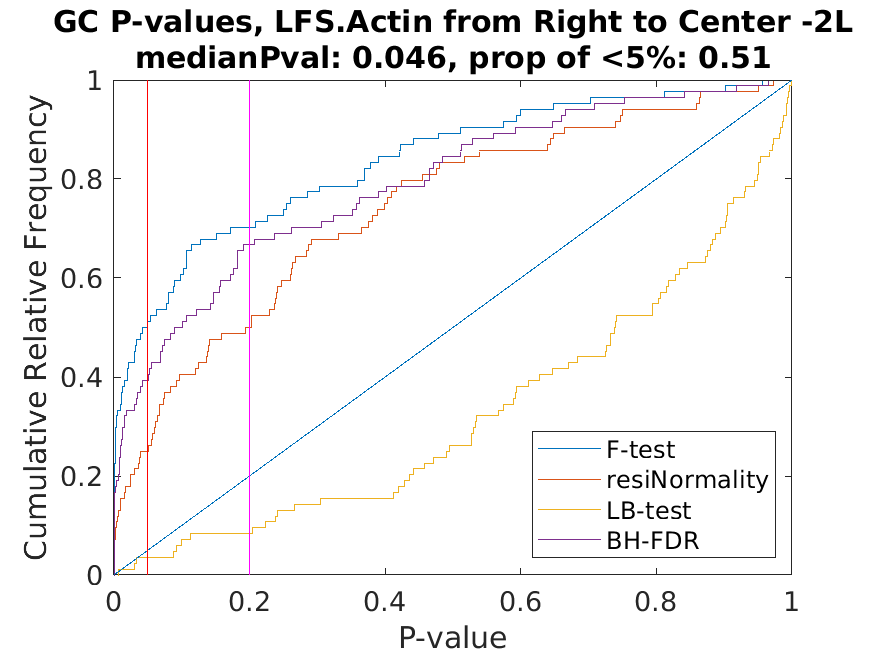 GC P-values, LFS.Actin from Right to Center -2L
medianPval: 0.046, prop of <5%: 0.51
Cumulative Relative Frequency
1
0.8
0.6
0.4
0.2
0
0
0.2
0.4
0.6
0.8
1
P-value
F-test
resiNormality
LB-test
BH-FDR